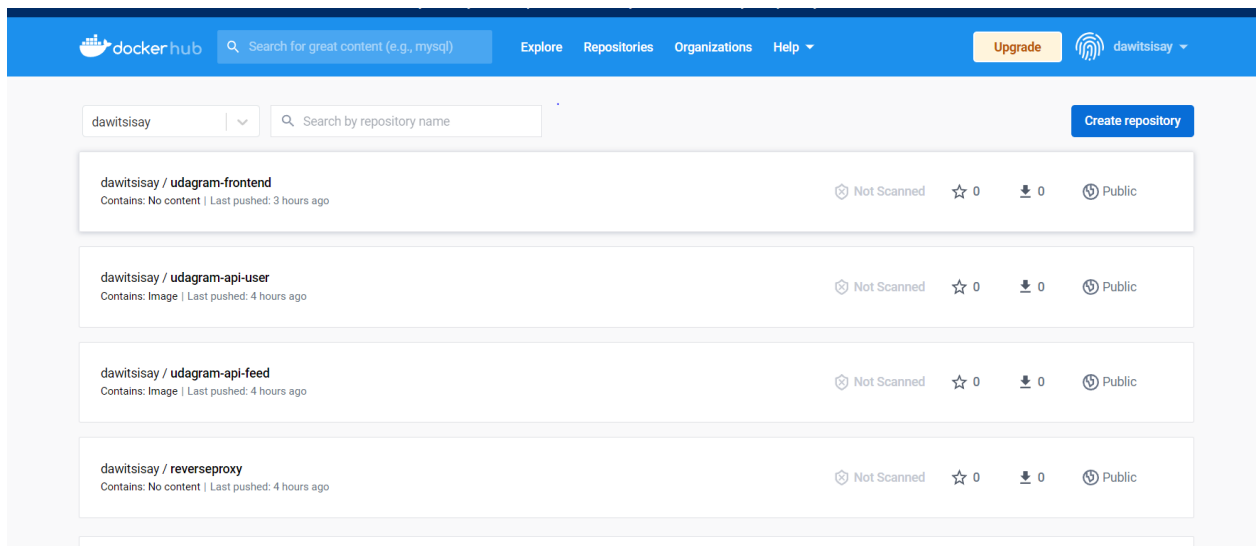 dockerhub
Search for great content (e.g., mysql)
Explore
Repositories
Organizations
Help
Upgrade
dawitsisay
dawitsisay
Search by repository name
Create repository
dawitsisay / udagram-frontend
Contains: No content | Last pushed: 3 hours ago
Not Scanned
0
0
Public
dawitsisay / udagram-api-user
Contains: Image | Last pushed: 4 hours ago
Not Scanned
0
0
Public
dawitsisay / udagram-api-feed
Contains: Image | Last pushed: 4 hours ago
Not Scanned
0
0
Public
dawitsisay / reverseproxy
Contains: No content | Last pushed: 4 hours ago
Not Scanned
0
0
Public